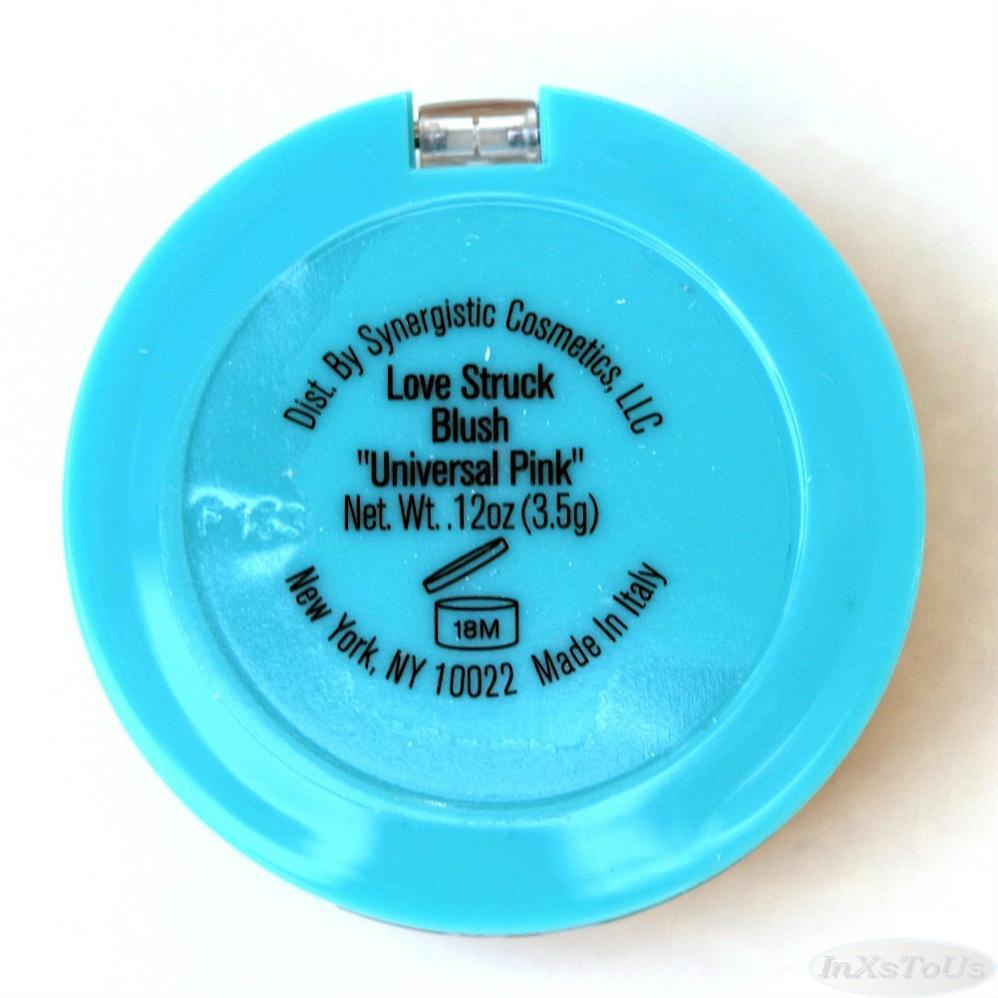 Dist. By Synergistic Cosmetics, LLC
Love Struck
Blush
"Universal Pink"
Net. Wt. .12oz (3.5g)
18M
New York, NY 10022 Made In Italy
InXsToUs